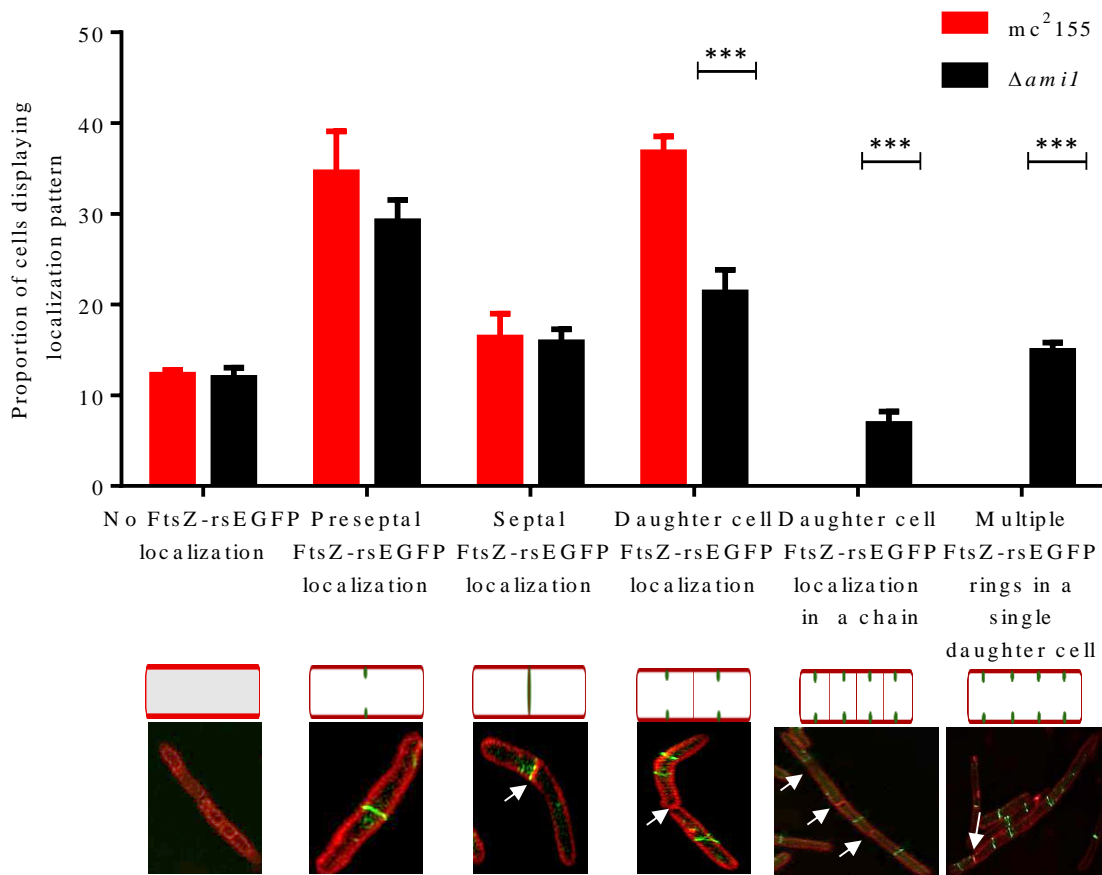 50
40
30
20
10
0
Proportion of cells displaying
localization pattern
mc²155
Δami1
***
***
***
No FtsZ-rsEGFP
localization
Preseptal
FtsZ-rsEGFP
localization
Septal
FtsZ-rsEGFP
localization
Daughter cell
FtsZ-rsEGFP
localization
Daughter cell
FtsZ-rsEGFP
localization
in a chain
Multiple
FtsZ-rsEGFP
rings in a
single
daughter cell